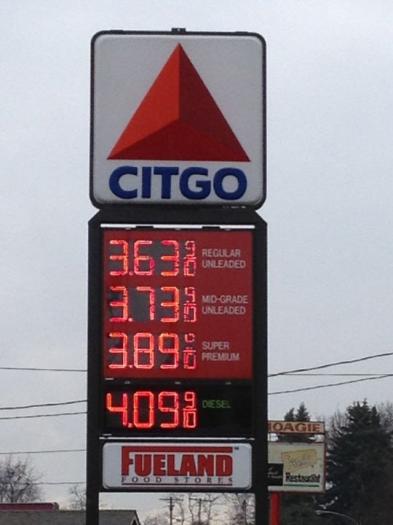 CITGO
3.63 9/10 REGULAR
UNLEADED
3.73 9/10 MID-GRADE
UNLEADED
3.89 9/10 SUPER
PREMIUM
4.09 9/10 DIESEL
FUELAND
FOOD STORES
HOAGIE
Restaurant